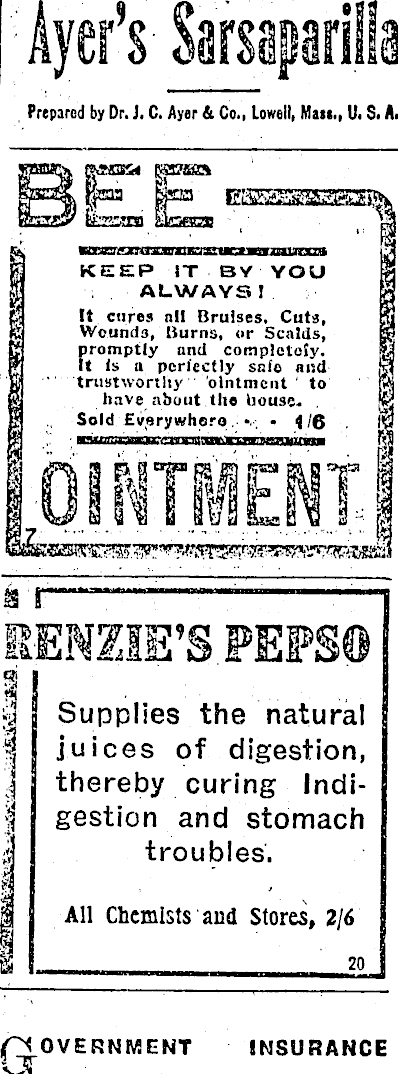 Ayer's Sarsaparilla
Prepared by Dr. J. C. Ayer & Co., Lowell, Mass., U. S. A.
BEE
KEEP IT BY YOU
ALWAYS!
It cures all Bruises, Cuts,
Wounds, Burns, or Scalds,
promptly and completely.
It is a perfectly safe and
trustworthy ointment to
have about the house.
Sold Everywhere - - 1/6
OINTMENT
7
RENZIE'S PEPSO
Supplies the natural
juices of digestion,
thereby curing Indi-
gestion and stomach
troubles.
All Chemists and Stores, 2/6
20
GOVERNMENT INSURANCE